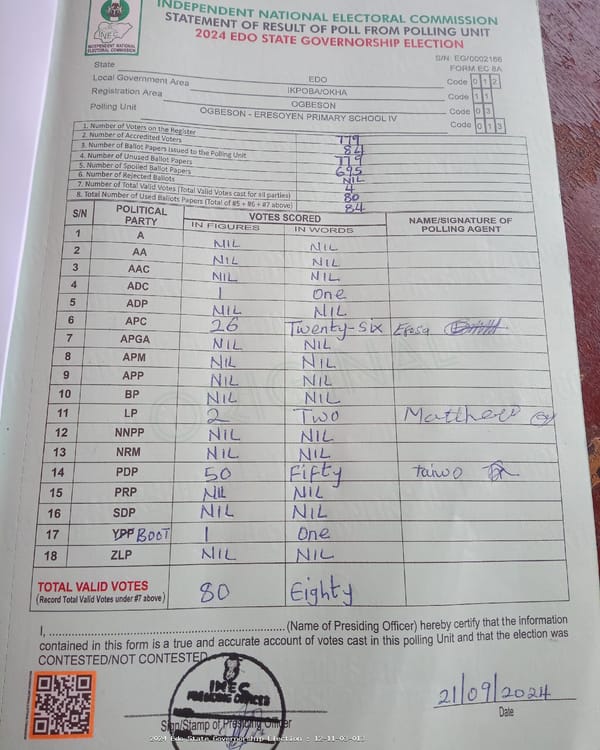 INDEPENDENT NATIONAL ELECTORAL COMMISSION
STATEMENT OF RESULT OF POLL FROM POLLING UNIT
2024 EDO STATE GOVERNORSHIP ELECTION
INEC
INDEPENDENT NATIONAL ELECTORAL COMMISSION
S/N: EG/0002166
FORM EC 8A
State EDO Code 0 1 2
Local Government Area IKPOBA/OKHA Code 1 1
Registration Area OGBESON Code 0 3
Polling Unit OGBESON - ERESOYEN PRIMARY SCHOOL IV Code 0 1 3
1. Number of Voters on the Register 779
2. Number of Accredited Voters 84
3. Number of Ballot Papers Issued to the Polling Unit 779
4. Number of Unused Ballot Papers 695
5. Number of Spoiled Ballot Papers NIL
6. Number of Rejected Ballots 4
7. Number of Total Valid Votes (Total Valid Votes cast for all parties) 80
8. Total Number of Used Ballots Papers (Total of #5 + #6 + #7 above) 84
S/N POLITICAL PARTY VOTES SCORED NAME/SIGNATURE OF POLLING AGENT
IN FIGURES IN WORDS
1 A NIL NIL
2 AA NIL NIL
3 AAC NIL NIL
4 ADC 1 One
5 ADP NIL NIL
6 APC 26 Twenty-six Efosa
7 APGA NIL NIL
8 APM NIL NIL
9 APP NIL NIL
10 BP NIL NIL
11 LP 2 Two Matthew
12 NNPP NIL NIL
13 NRM NIL NIL
14 PDP 50 Fifty taiwo
15 PRP NIL NIL
16 SDP NIL NIL
17 YPP BOOT 1 One
18 ZLP NIL NIL
TOTAL VALID VOTES 80 Eighty
(Record Total Valid Votes under #7 above)
ORIGINAL
I, ............................................................(Name of Presiding Officer) hereby certify that the information
contained in this form is a true and accurate account of votes cast in this polling Unit and that the election was
CONTESTED/NOT CONTESTED.
INEC
PRESIDING OFFICER
21/09/2024
Sign/Stamp of Presiding Officer Date
2024 Edo State Governorship Election : 12-11-03-013